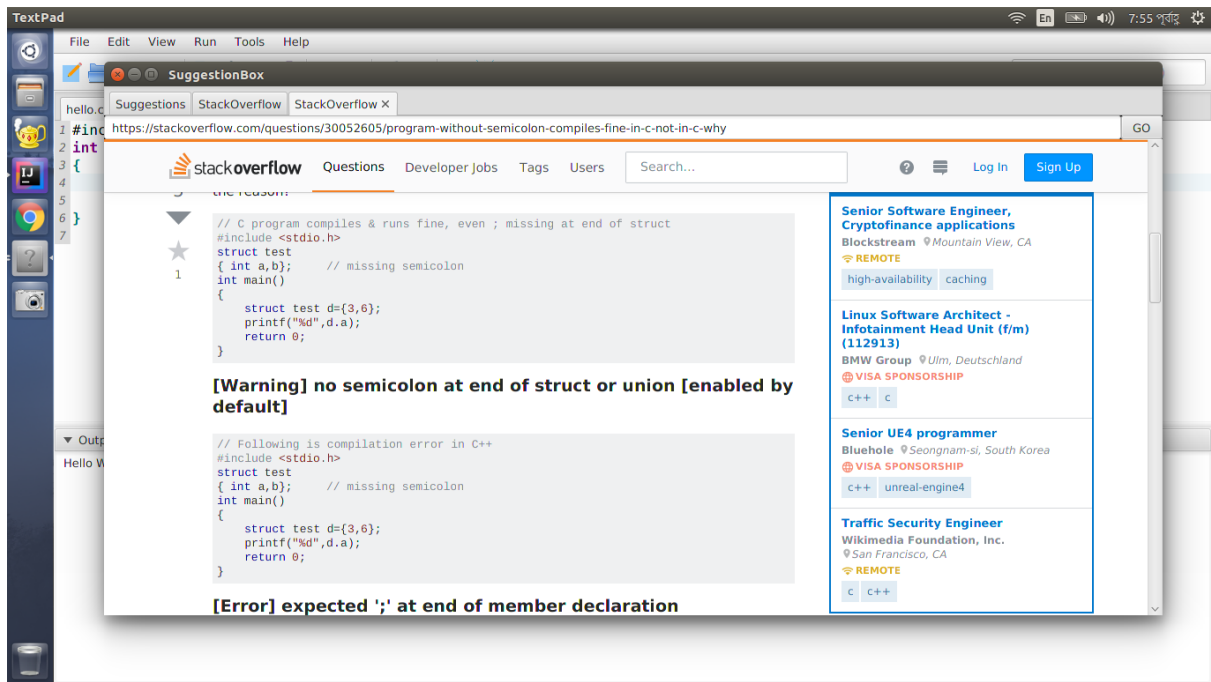 TextPad
En
7:55 পূর্বাহ্ণ
File Edit View Run Tools Help
SuggestionBox
Suggestions StackOverflow StackOverflow
hello.c
https://stackoverflow.com/questions/30052605/program-without-semicolon-compiles-fine-in-c-not-in-c-why GO
1 #inc
2 int
3 {
4
5
6 }
7
stackoverflow Questions Developer Jobs Tags Users Search... Log In Sign Up
the reason?
1
// C program compiles & runs fine, even ; missing at end of struct
#include <stdio.h>
struct test
{ int a,b}; // missing semicolon
int main()
{
struct test d={3,6};
printf("%d",d.a);
return 0;
}
[Warning] no semicolon at end of struct or union [enabled by
default]
// Following is compilation error in C++
#include <stdio.h>
struct test
{ int a,b}; // missing semicolon
int main()
{
struct test d={3,6};
printf("%d",d.a);
return 0;
}
[Error] expected ';' at end of member declaration
Senior Software Engineer,
Cryptofinance applications
Blockstream Mountain View, CA
REMOTE
high-availability caching
Linux Software Architect -
Infotainment Head Unit (f/m)
(112913)
BMW Group Ulm, Deutschland
VISA SPONSORSHIP
c++ c
Senior UE4 programmer
Bluehole Seongnam-si, South Korea
VISA SPONSORSHIP
c++ unreal-engine4
Traffic Security Engineer
Wikimedia Foundation, Inc.
San Francisco, CA
REMOTE
c c++
Outp
Hello W
IJ